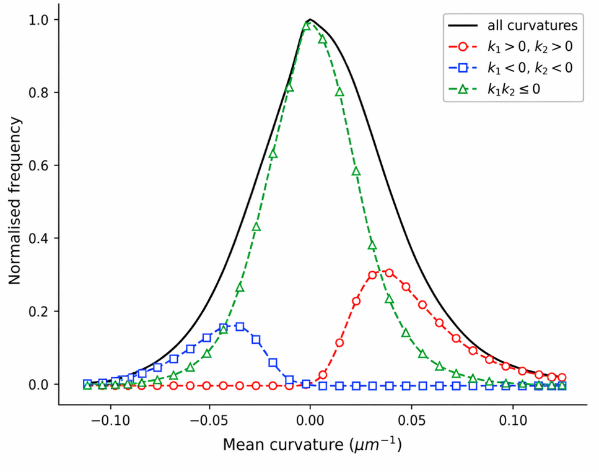 1.0
0.8
0.6
0.4
0.2
0.0
Normalised frequency
all curvatures
k₁ > 0, k₂ > 0
k₁ < 0, k₂ < 0
k₁k₂ ≤ 0
−0.10 −0.05 0.00 0.05 0.10
Mean curvature (μm⁻¹)